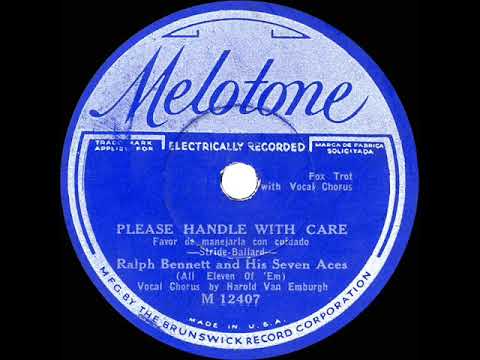 Melotone
TRADE MARK
APPLIED FOR
ELECTRICALLY RECORDED
MARCA DE FABRICA
SOLICITADA
Fox Trot
with Vocal Chorus
PLEASE HANDLE WITH CARE
Favor de manejarla con cuidado
—Stride-Ballard—
Ralph Bennett and His Seven Aces
(All Eleven Of 'Em)
Vocal Chorus by Harold Van Emburgh
M 12407
MADE IN U.S.A.
MFG. BY THE BRUNSWICK RECORD CORPORATION